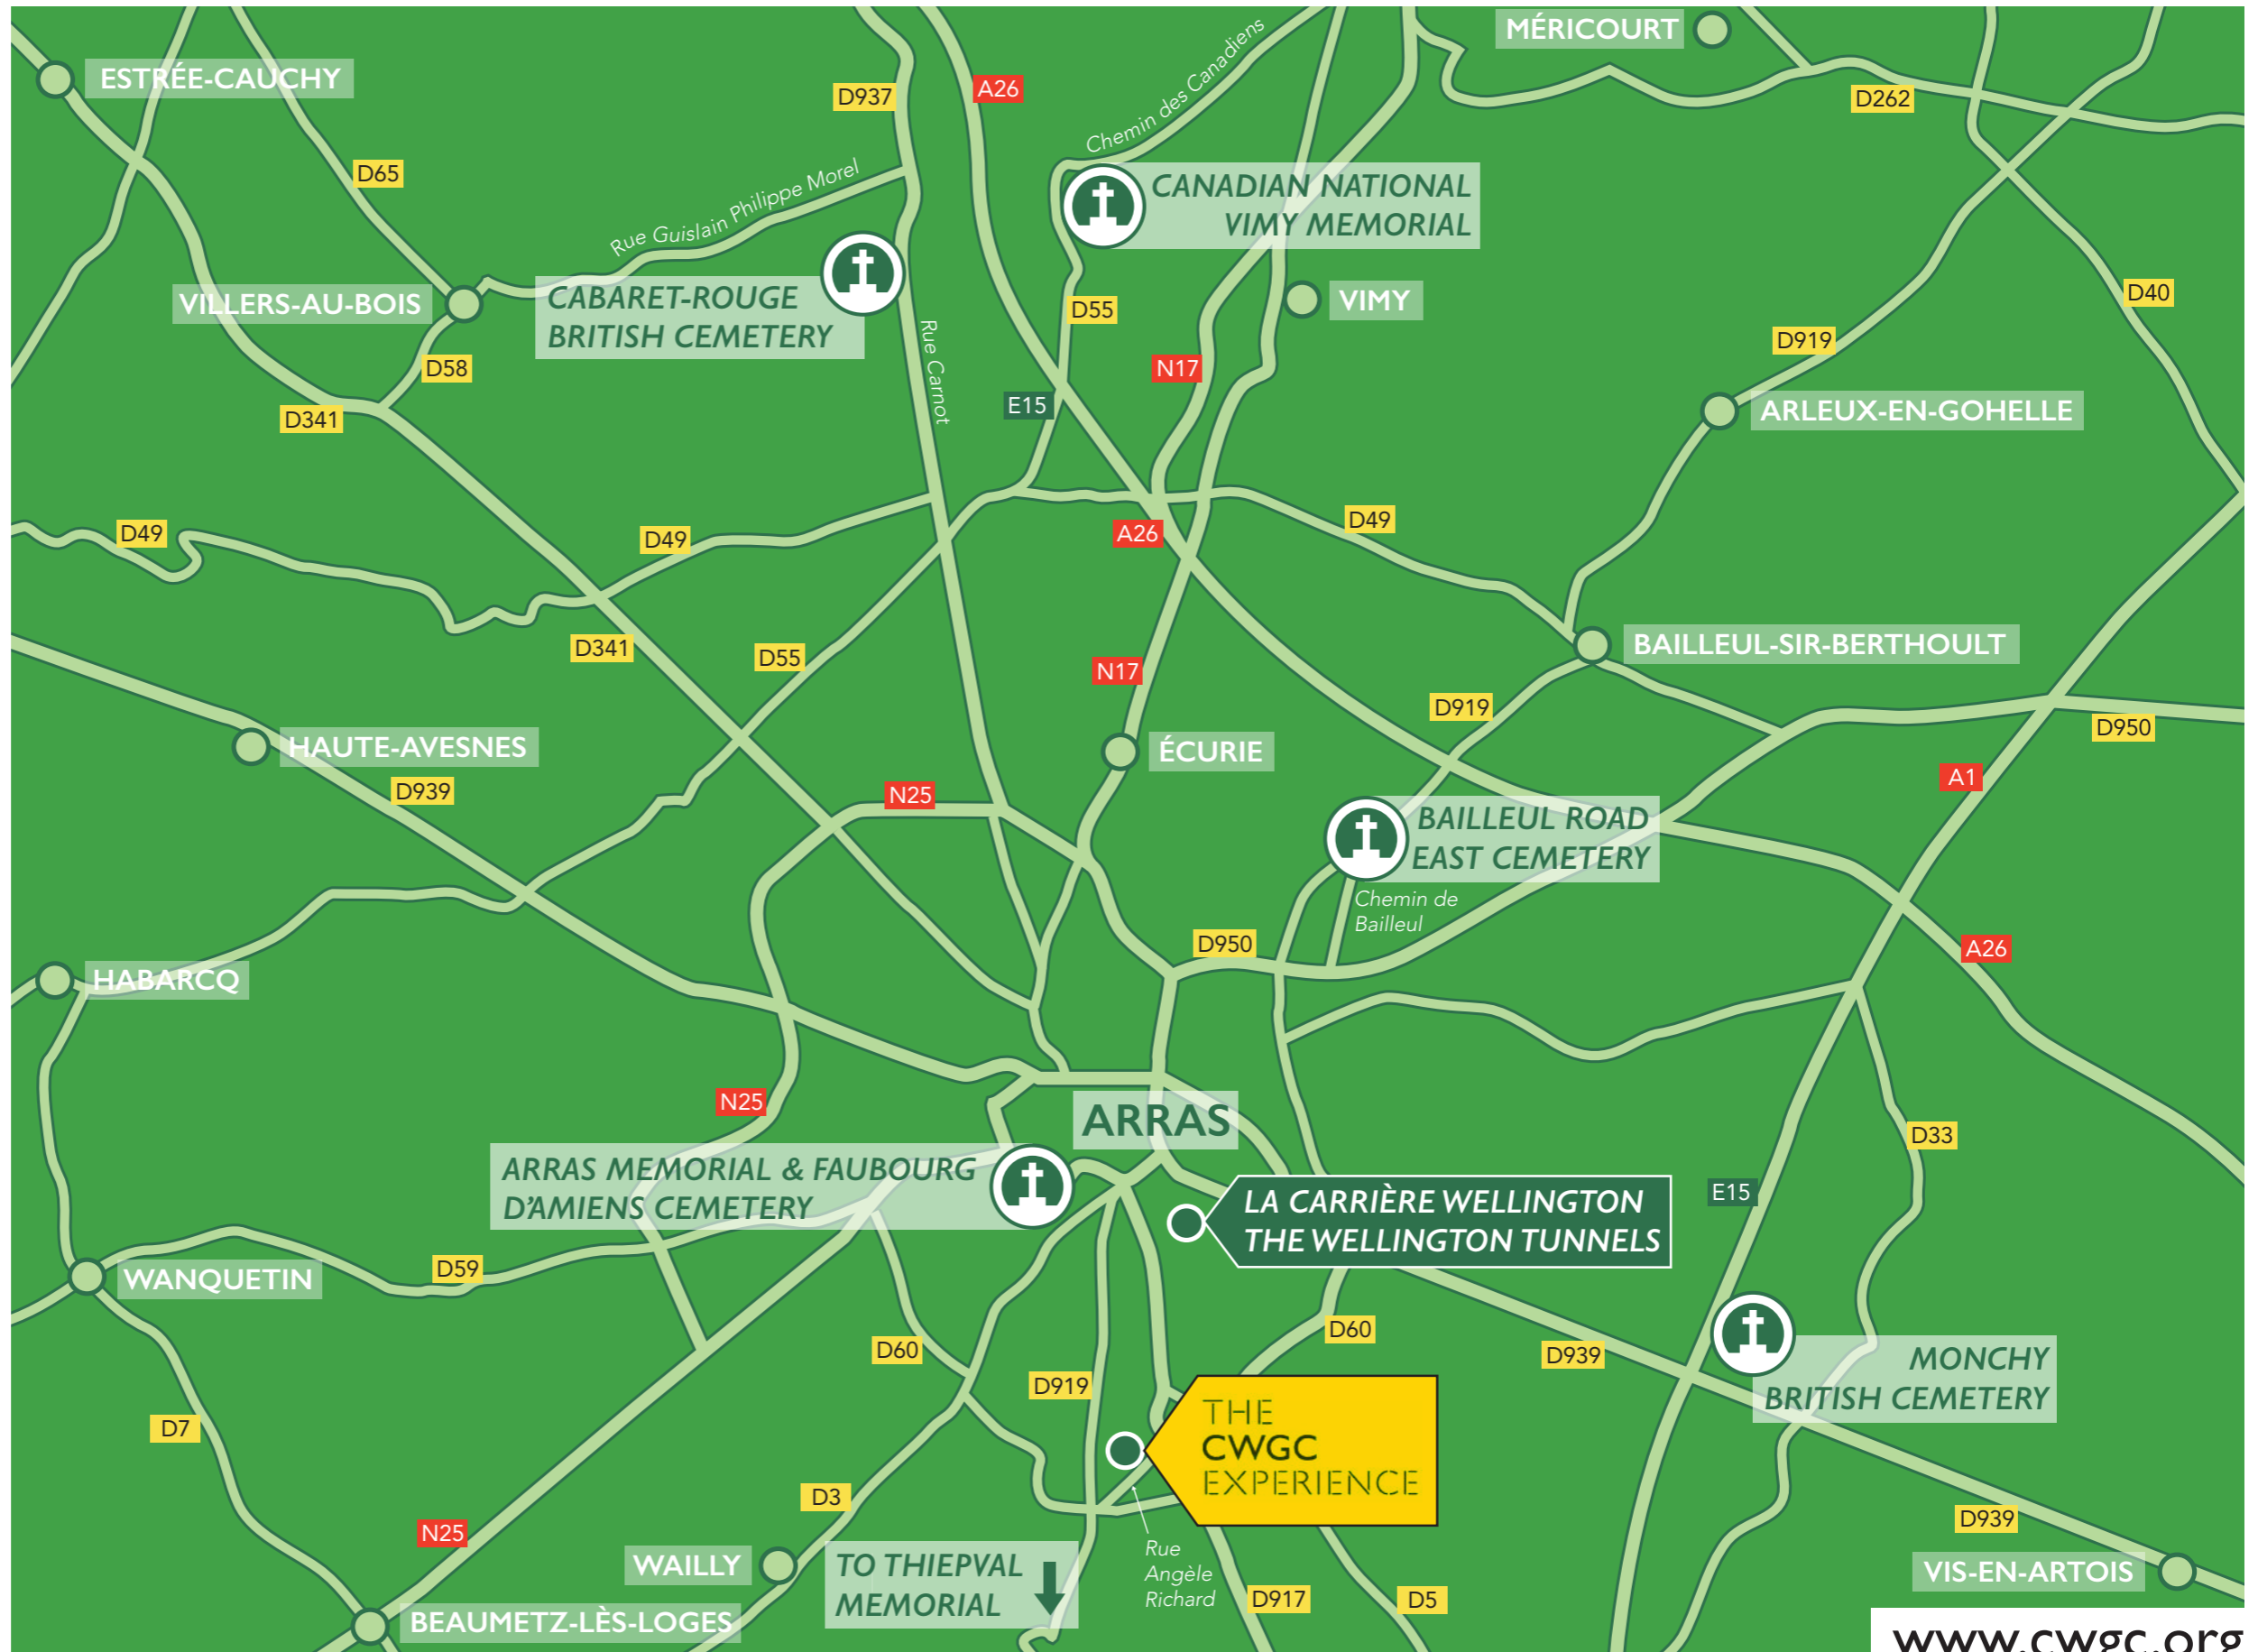 MÉRICOURT
ESTRÉE-CAUCHY
D937
A26
Chemin des Canadiens
D262
D65
Rue Guislain Philippe Morel
CANADIAN NATIONAL
VIMY MEMORIAL
VILLERS-AU-BOIS
CABARET-ROUGE
BRITISH CEMETERY
D55
VIMY
D40
D919
D58
Rue Carnot
N17
E15
D341
ARLEUX-EN-GOHELLE
D49
D49
A26
D49
D341
D55
N17
BAILLEUL-SIR-BERTHOULT
D919
D950
HAUTE-AVESNES
ÉCURIE
D939
N25
A1
BAILLEUL ROAD
EAST CEMETERY
Chemin de
Bailleul
D950
A26
HABARCQ
N25
ARRAS
D33
ARRAS MEMORIAL & FAUBOURG
D'AMIENS CEMETERY
E15
LA CARRIÈRE WELLINGTON
THE WELLINGTON TUNNELS
WANQUETIN
D59
D60
D60
D939
MONCHY
BRITISH CEMETERY
D919
THE
CWGC
EXPERIENCE
D7
D3
N25
D939
WAILLY
TO THIEPVAL
MEMORIAL
Rue
Angèle
Richard
D917
D5
VIS-EN-ARTOIS
BEAUMETZ-LÈS-LOGES
www.cwgc.org